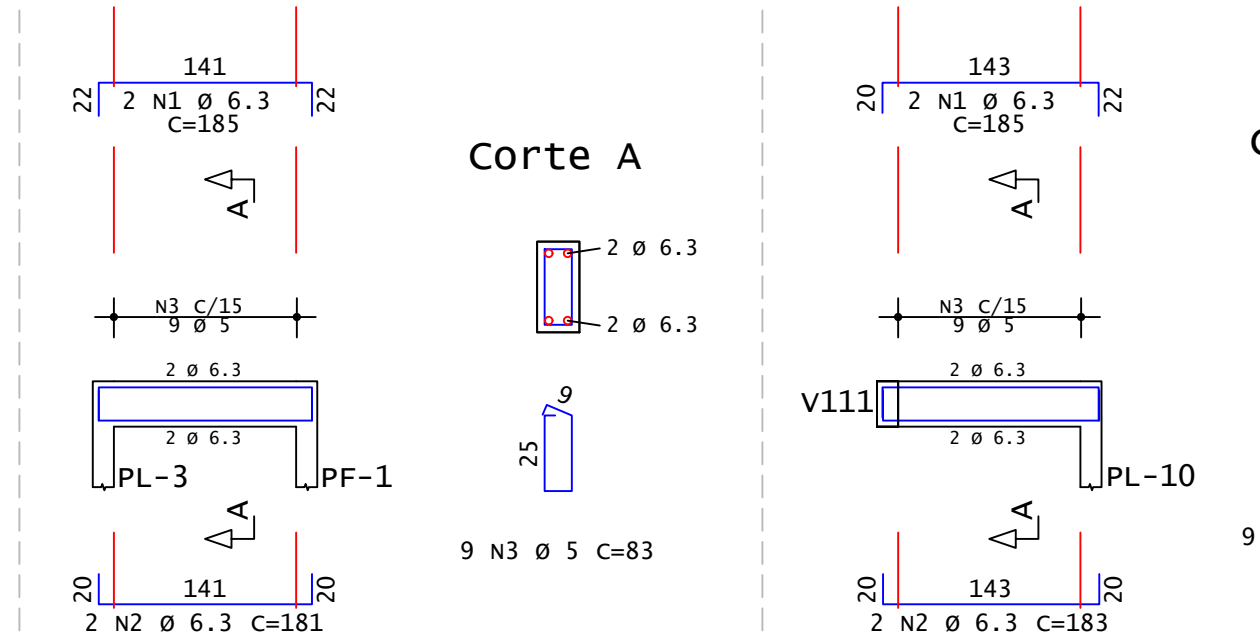 141
22
2 N1 Ø 6.3
22
C=185
A
N3 C/15
9 Ø 5
2 Ø 6.3
2 Ø 6.3
PL-3
PF-1
A
20
141
20
2 N2 Ø 6.3 C=181
Corte A
2 Ø 6.3
2 Ø 6.3
9
25
9 N3 Ø 5 C=83
143
20
2 N1 Ø 6.3
22
C=185
A
N3 C/15
9 Ø 5
2 Ø 6.3
V111
2 Ø 6.3
PL-10
A
20
143
20
2 N2 Ø 6.3 C=183
9